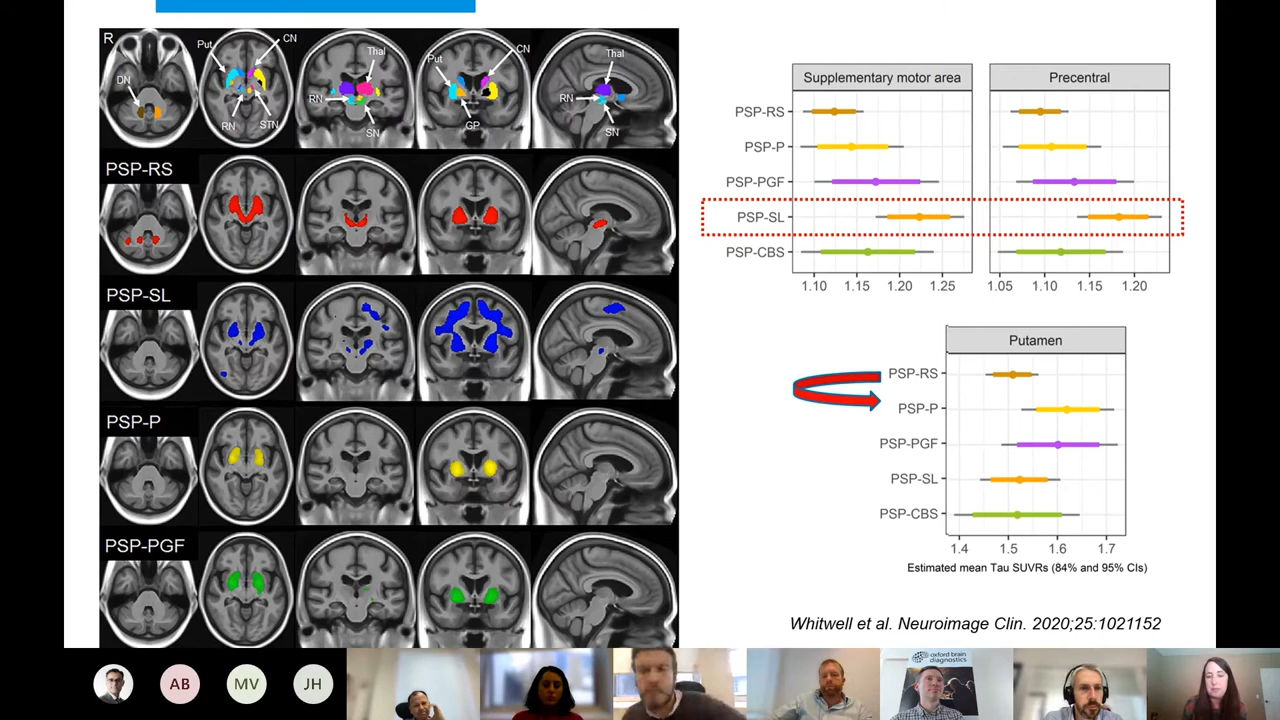 R
Put
CN
DN
RN
STN
Thal
RN
SN
Put
CN
GP
Thal
RN
SN
PSP-RS
PSP-SL
PSP-P
PSP-PGF
Supplementary motor area
Precentral
PSP-RS
PSP-P
PSP-PGF
PSP-SL
PSP-CBS
1.10 1.15 1.20 1.25
1.05 1.10 1.15 1.20
Putamen
PSP-RS
PSP-P
PSP-PGF
PSP-SL
PSP-CBS
1.4 1.5 1.6 1.7
Estimated mean Tau SUVRs (84% and 95% CIs)
Whitwell et al. Neuroimage Clin. 2020;25:1021152
AB
MV
JH
oxford brain
diagnostics